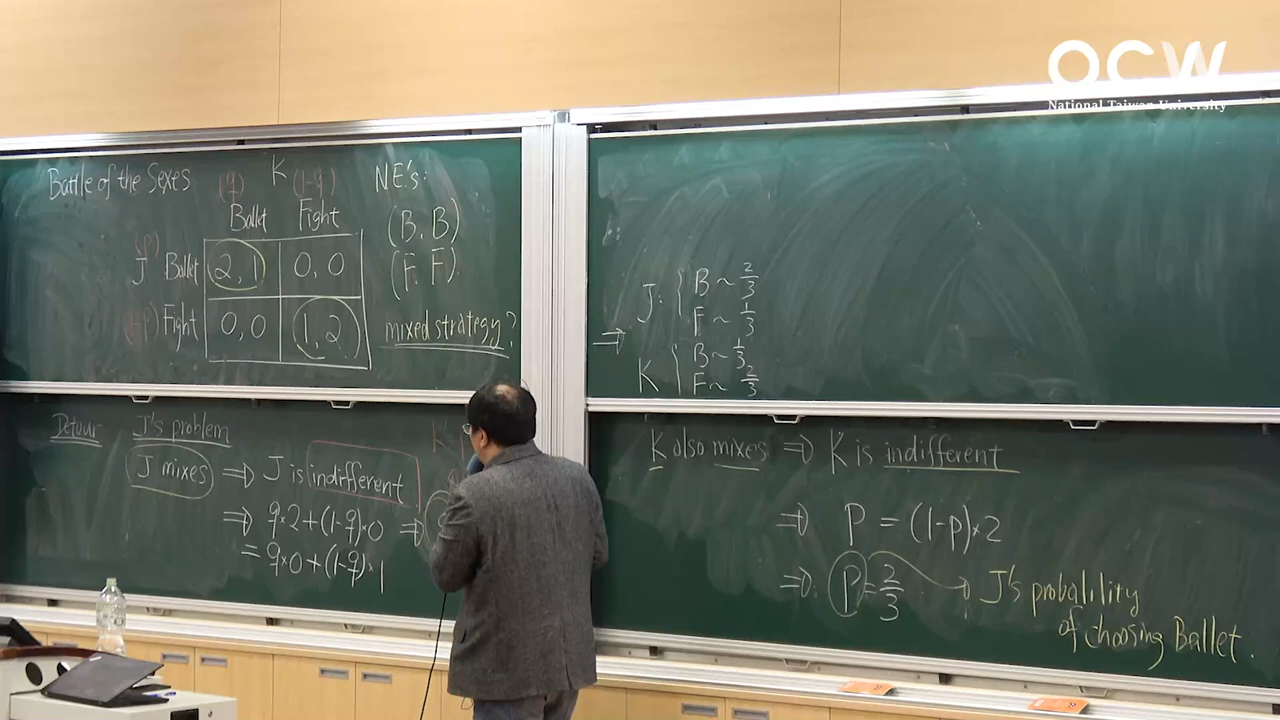 OCW
National Taiwan University
Battle of the Sexes
K
NE's:
(q)
(1-q)
Ballet
Fight
(B, B)
(p)
J
Ballet
2, 1
0, 0
(F, F)
(1-p)
Fight
0, 0
1, 2
mixed strategy?
J: { B ~ 2/3
F ~ 1/3
⇒
K { B ~ 1/3
F ~ 2/3
Detour
J's problem
J mixes ⇒ J is indifferent
⇒ q×2+(1-q)×0 ⇒
= q×0+(1-q)×1
K also mixes ⇒ K is indifferent
⇒ P = (1-p)×2
⇒ P = 2/3 → J's probability
of choosing Ballet.